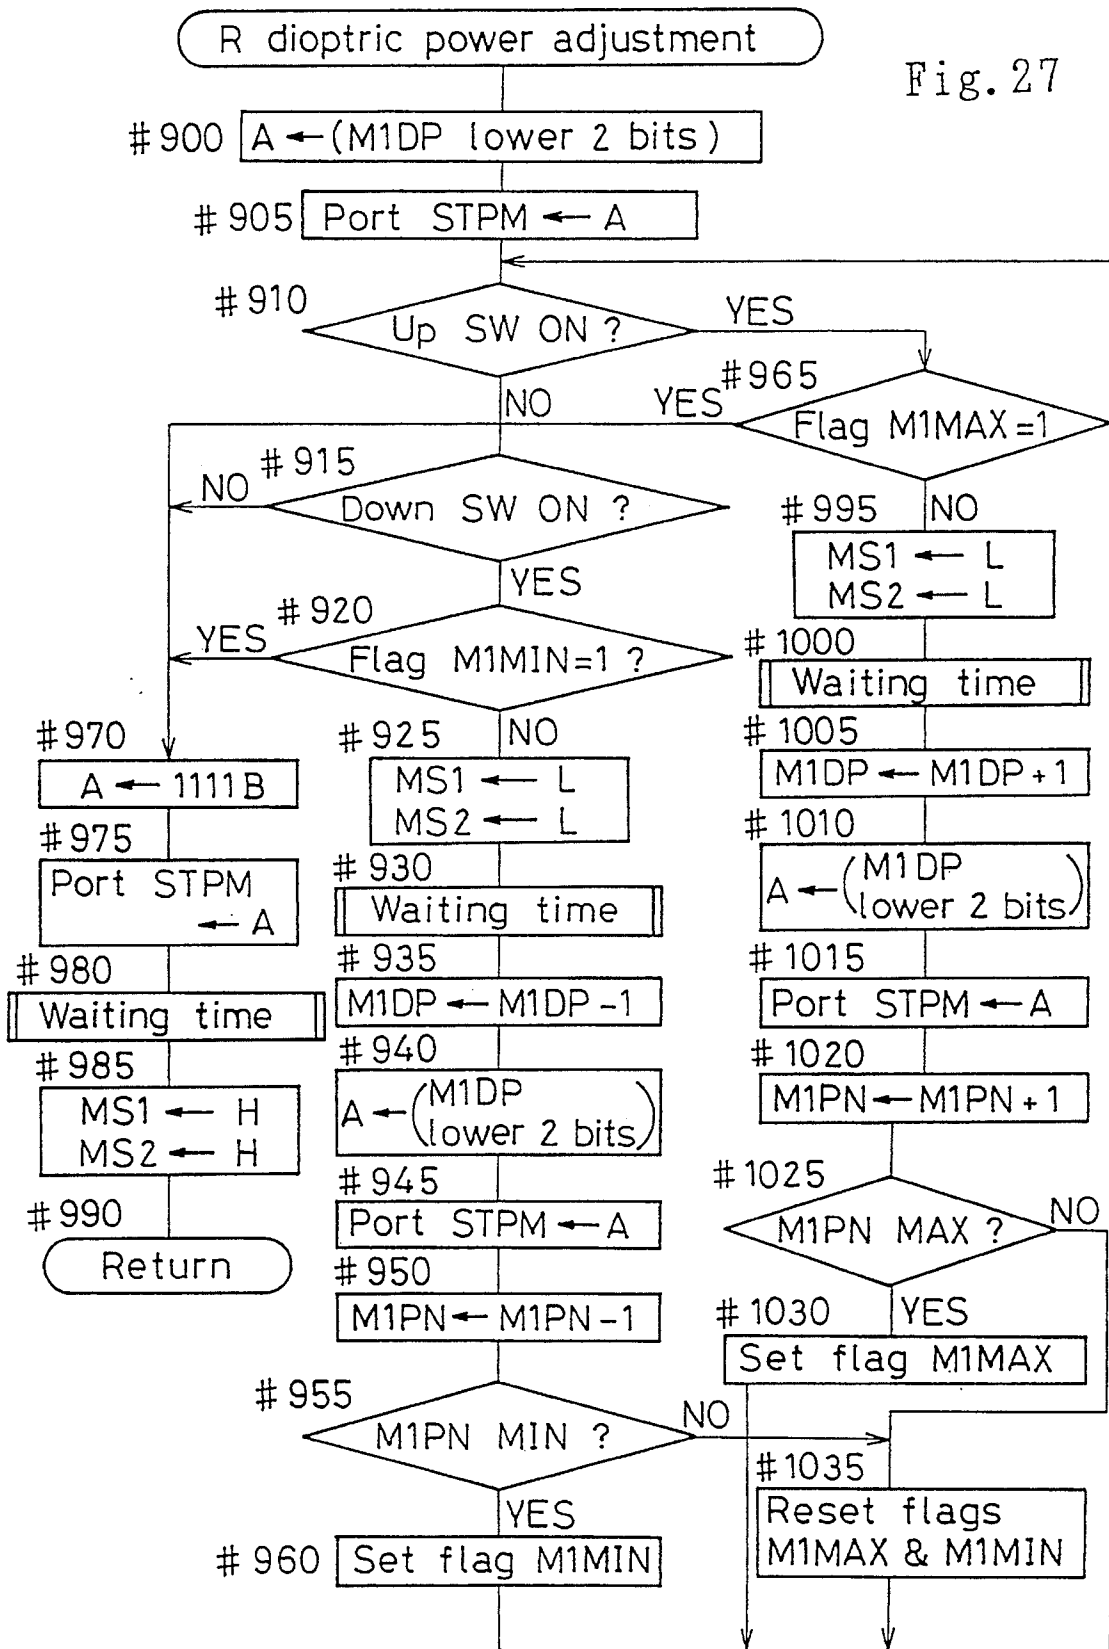 R dioptric power adjustment
Fig. 27
#900 A ← (M1DP lower 2 bits)
#905 Port STPM ← A
#910
Up SW ON ?
YES
NO
#965
YES
Flag M1MAX=1
#915
NO
Down SW ON ?
YES
#920
YES
Flag M1MIN=1 ?
NO
#970
A ← 1111B
#975
Port STPM
← A
#980
Waiting time
#985
MS1 ← H
MS2 ← H
#990
Return
#925
MS1 ← L
MS2 ← L
#930
Waiting time
#935
M1DP ← M1DP-1
#940
A ← (M1DP
lower 2 bits)
#945
Port STPM ← A
#950
M1PN ← M1PN-1
#955
M1PN MIN ?
NO
YES
#960 Set flag M1MIN
#995 NO
MS1 ← L
MS2 ← L
#1000
Waiting time
#1005
M1DP ← M1DP+1
#1010
A ← (M1DP
lower 2 bits)
#1015
Port STPM ← A
#1020
M1PN ← M1PN+1
#1025
M1PN MAX ?
NO
#1030 YES
Set flag M1MAX
#1035
Reset flags
M1MAX & M1MIN